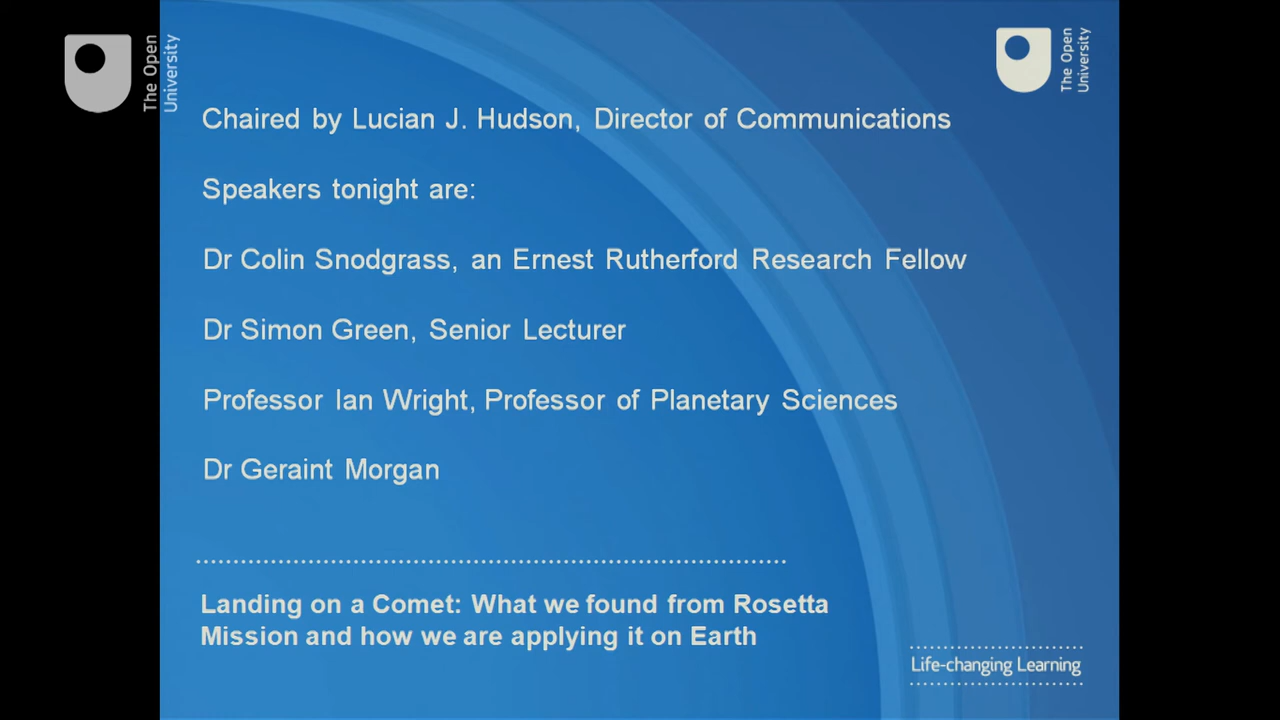 The Open
University
The Open
University
Chaired by Lucian J. Hudson, Director of Communications
Speakers tonight are:
Dr Colin Snodgrass, an Ernest Rutherford Research Fellow
Dr Simon Green, Senior Lecturer
Professor Ian Wright, Professor of Planetary Sciences
Dr Geraint Morgan
Landing on a Comet: What we found from Rosetta
Mission and how we are applying it on Earth
Life-changing Learning